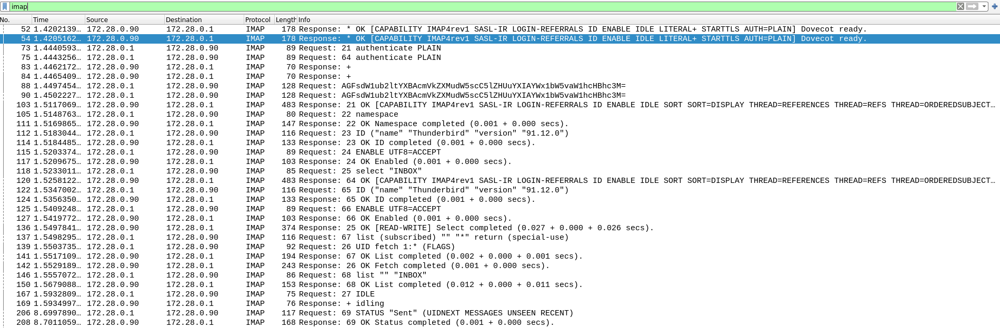 imap
No. Time Source Destination Protocol Length Info
52 1.4202139… 172.28.0.90 172.28.0.1 IMAP 178 Response: * OK [CAPABILITY IMAP4rev1 SASL-IR LOGIN-REFERRALS ID ENABLE IDLE LITERAL+ STARTTLS AUTH=PLAIN] Dovecot ready.
54 1.4205162… 172.28.0.90 172.28.0.1 IMAP 178 Response: * OK [CAPABILITY IMAP4rev1 SASL-IR LOGIN-REFERRALS ID ENABLE IDLE LITERAL+ STARTTLS AUTH=PLAIN] Dovecot ready.
73 1.4440593… 172.28.0.1 172.28.0.90 IMAP 89 Request: 21 authenticate PLAIN
75 1.4443256… 172.28.0.1 172.28.0.90 IMAP 89 Request: 64 authenticate PLAIN
83 1.4462172… 172.28.0.90 172.28.0.1 IMAP 70 Response: +
84 1.4465409… 172.28.0.90 172.28.0.1 IMAP 70 Response: +
88 1.4497454… 172.28.0.1 172.28.0.90 IMAP 128 Request: AGFsdW1ub2ltYXBAcmVkZXMudW5scC5lZHUuYXIAYWx1bW5vaW1hcHBhc3M=
90 1.4502227… 172.28.0.1 172.28.0.90 IMAP 128 Request: AGFsdW1ub2ltYXBAcmVkZXMudW5scC5lZHUuYXIAYWx1bW5vaW1hcHBhc3M=
103 1.5117069… 172.28.0.90 172.28.0.1 IMAP 483 Response: 21 OK [CAPABILITY IMAP4rev1 SASL-IR LOGIN-REFERRALS ID ENABLE IDLE SORT SORT=DISPLAY THREAD=REFERENCES THREAD=REFS THREAD=ORDEREDSUBJECT…
105 1.5148763… 172.28.0.1 172.28.0.90 IMAP 80 Request: 22 namespace
111 1.5169865… 172.28.0.90 172.28.0.1 IMAP 147 Response: 22 OK Namespace completed (0.001 + 0.000 secs).
112 1.5183044… 172.28.0.1 172.28.0.90 IMAP 116 Request: 23 ID ("name" "Thunderbird" "version" "91.12.0")
114 1.5184485… 172.28.0.90 172.28.0.1 IMAP 133 Response: 23 OK ID completed (0.001 + 0.000 secs).
115 1.5203374… 172.28.0.1 172.28.0.90 IMAP 89 Request: 24 ENABLE UTF8=ACCEPT
117 1.5209675… 172.28.0.90 172.28.0.1 IMAP 103 Response: 24 OK Enabled (0.001 + 0.000 secs).
118 1.5233011… 172.28.0.1 172.28.0.90 IMAP 85 Request: 25 select "INBOX"
120 1.5258122… 172.28.0.90 172.28.0.1 IMAP 483 Response: 64 OK [CAPABILITY IMAP4rev1 SASL-IR LOGIN-REFERRALS ID ENABLE IDLE SORT SORT=DISPLAY THREAD=REFERENCES THREAD=REFS THREAD=ORDEREDSUBJECT…
122 1.5347002… 172.28.0.1 172.28.0.90 IMAP 116 Request: 65 ID ("name" "Thunderbird" "version" "91.12.0")
124 1.5356350… 172.28.0.90 172.28.0.1 IMAP 133 Response: 65 OK ID completed (0.001 + 0.000 secs).
125 1.5409248… 172.28.0.1 172.28.0.90 IMAP 89 Request: 66 ENABLE UTF8=ACCEPT
127 1.5419772… 172.28.0.90 172.28.0.1 IMAP 103 Response: 66 OK Enabled (0.001 + 0.000 secs).
136 1.5497841… 172.28.0.90 172.28.0.1 IMAP 374 Response: 25 OK [READ-WRITE] Select completed (0.027 + 0.000 + 0.026 secs).
137 1.5498295… 172.28.0.1 172.28.0.90 IMAP 116 Request: 67 list (subscribed) "" "*" return (special-use)
139 1.5503735… 172.28.0.1 172.28.0.90 IMAP 92 Request: 26 UID fetch 1:* (FLAGS)
141 1.5517109… 172.28.0.90 172.28.0.1 IMAP 194 Response: 67 OK List completed (0.002 + 0.000 + 0.001 secs).
142 1.5529189… 172.28.0.90 172.28.0.1 IMAP 243 Response: 26 OK Fetch completed (0.001 + 0.000 secs).
146 1.5557072… 172.28.0.1 172.28.0.90 IMAP 86 Request: 68 list "" "INBOX"
150 1.5679088… 172.28.0.90 172.28.0.1 IMAP 153 Response: 68 OK List completed (0.012 + 0.000 + 0.011 secs).
167 1.5932809… 172.28.0.1 172.28.0.90 IMAP 75 Request: 27 IDLE
169 1.5934997… 172.28.0.90 172.28.0.1 IMAP 76 Response: + idling
206 8.6997890… 172.28.0.1 172.28.0.90 IMAP 117 Request: 69 STATUS "Sent" (UIDNEXT MESSAGES UNSEEN RECENT)
208 8.7011059… 172.28.0.90 172.28.0.1 IMAP 168 Response: 69 OK Status completed (0.001 + 0.000 secs).